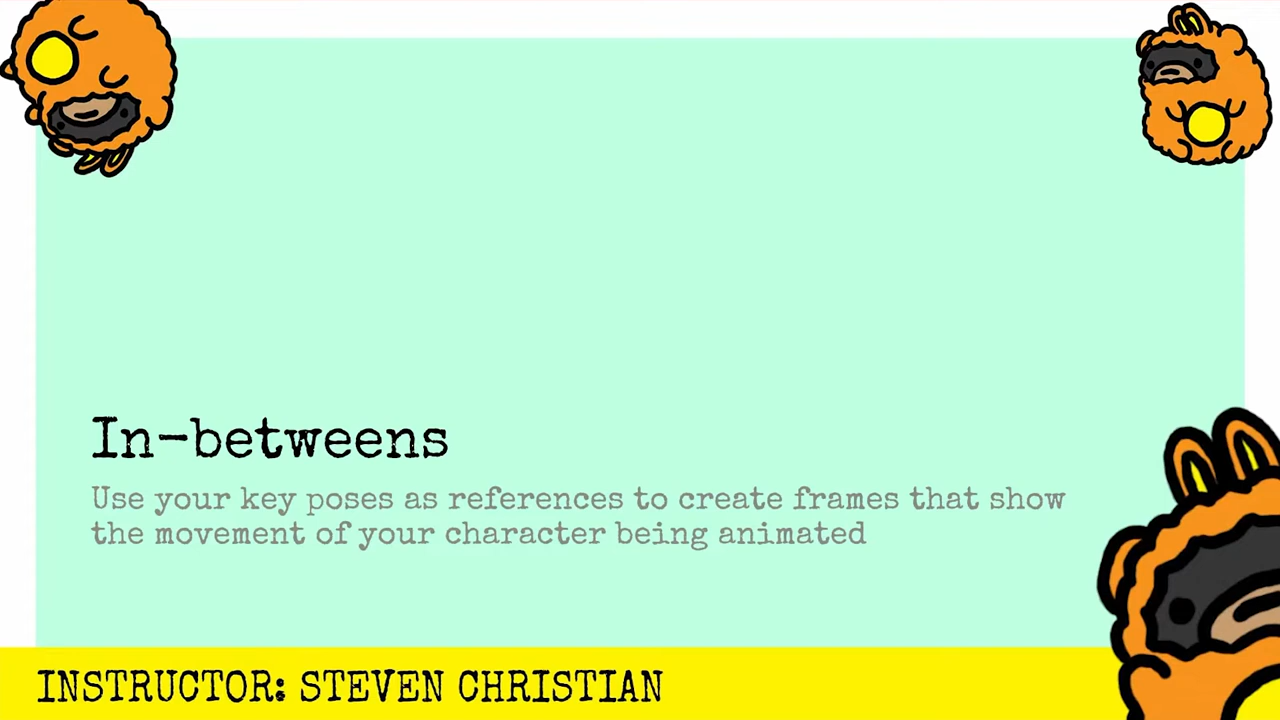 In-betweens
Use your key poses as references to create frames that show
the movement of your character being animated
INSTRUCTOR: STEVEN CHRISTIAN